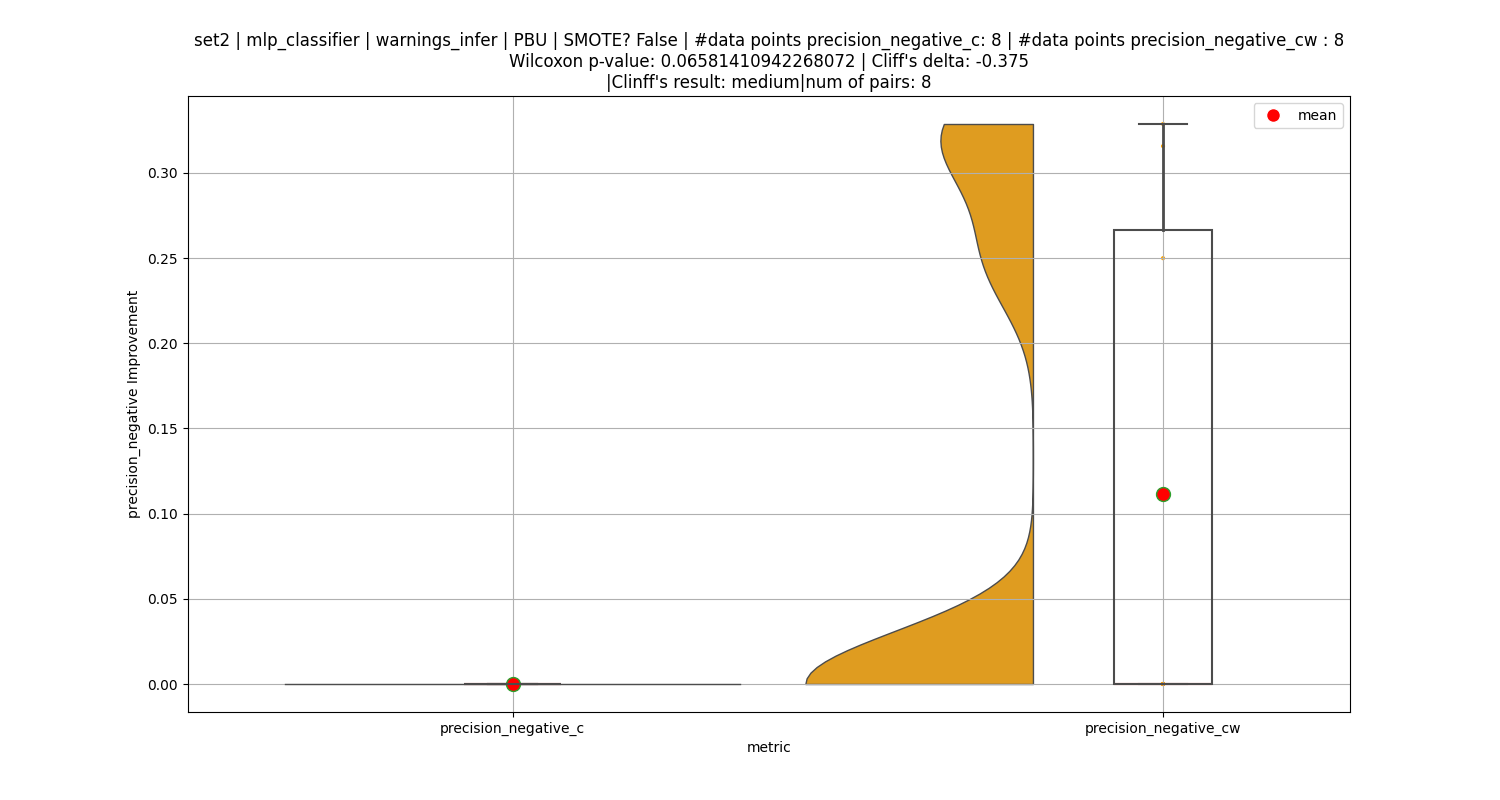 set2 | mlp_classifier | warnings_infer | PBU | SMOTE? False | #data points precision_negative_c: 8 | #data points precision_negative_cw : 8
Wilcoxon p-value: 0.06581410942268072 | Cliff's delta: -0.375
|Clinff's result: medium|num of pairs: 8
mean
precision_negative Improvement
0.30
0.25
0.20
0.15
0.10
0.05
0.00
precision_negative_c
precision_negative_cw
metric